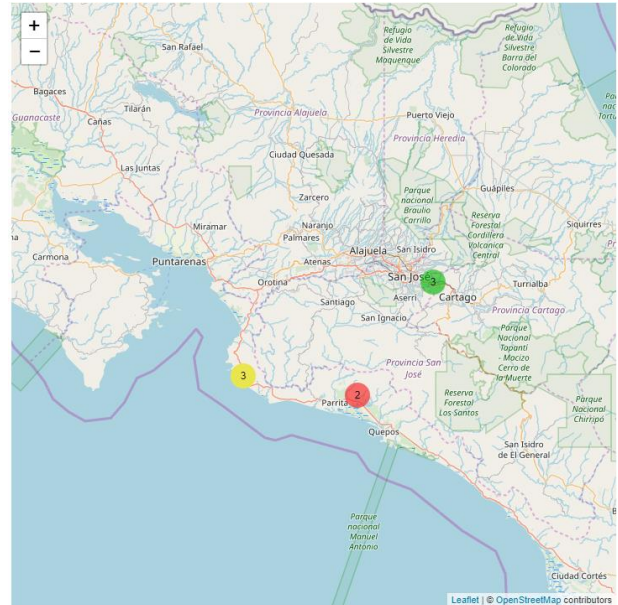 +
−
San Rafael
Refugio
de Vida
Silvestre
Maquenque
Refugio
de Vida
Silvestre
Barra del
Colorado
Bagaces
Guanacaste
Cañas
Tilarán
Provincia Alajuela
Puerto Viejo
Provincia Heredia
Las Juntas
Ciudad Quesada
Zarcero
Parque
nacional
Braulio
Carrillo
Guápiles
Reserva
Forestal
Cordillera
Volcanica
Central
Siquirres
Miramar
Naranjo
Palmares
Carmona
Puntarenas
Atenas
Alajuela
San Isidro
Orotina
San José
3
Turrialba
Santiago
Aserrí
Cartago
San Ignacio
Provincia Cartago
Parque
Nacional
Tapantí
- Macizo
Cerro de
la Muerte
Provincia San
José
3
2
Parrita
Reserva
Forestal
Los Santos
Parque
Nacional
Chirripó
Quepos
San Isidro
de El General
Parque
nacional
Manuel
Antonio
Ciudad Cortés
Leaflet | © OpenStreetMap contributors